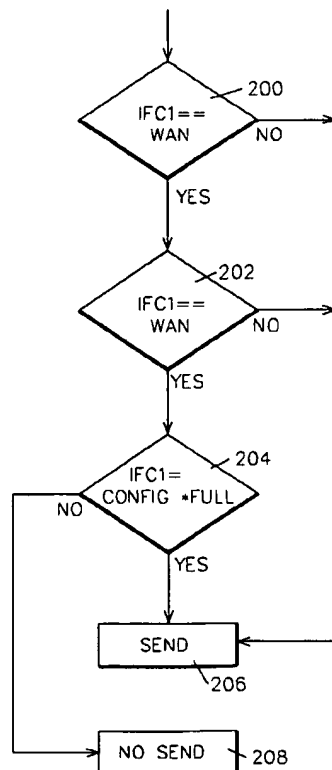 200
IFC1==
WAN
NO
YES
202
IFC1==
WAN
NO
YES
204
IFC1=
CONFIG *FULL
NO
YES
SEND
206
NO SEND
208